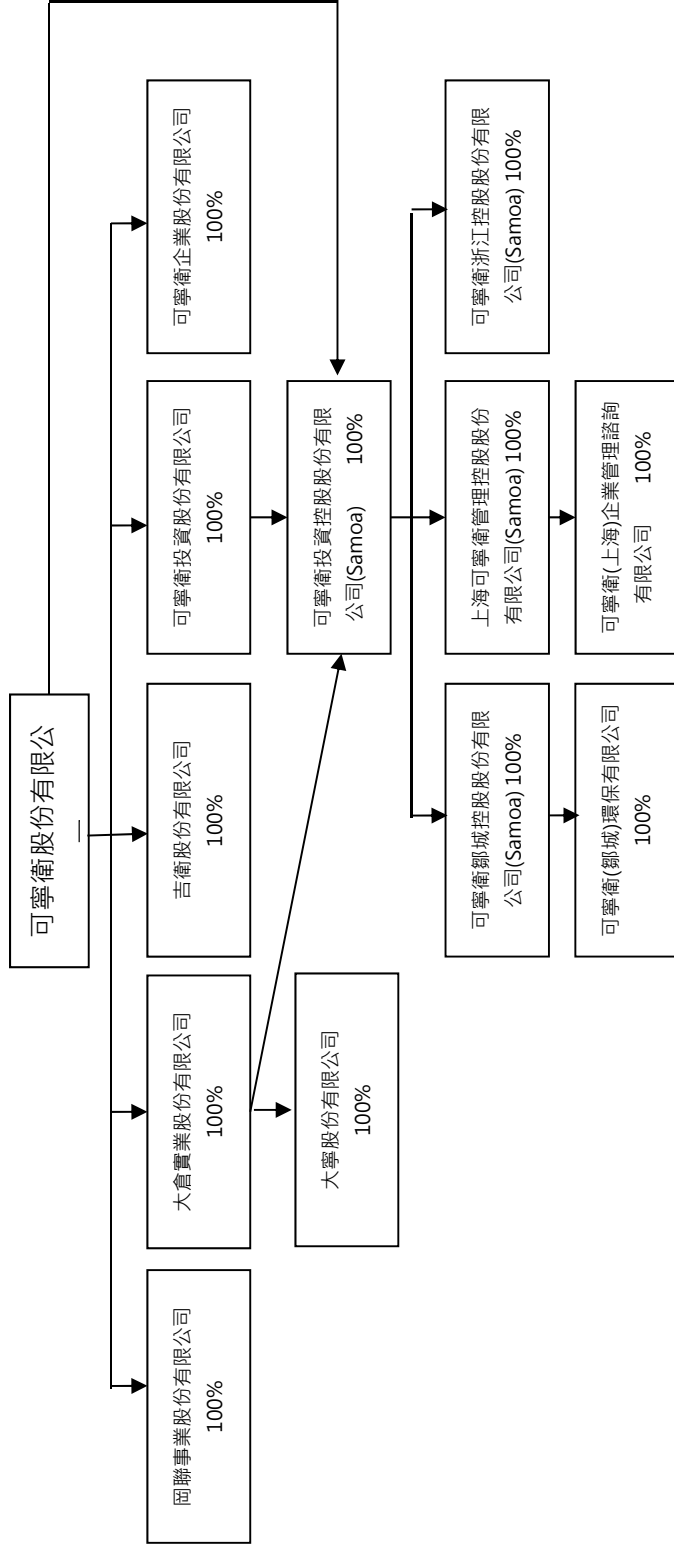 可寧衛股份有限公
岡聯事業股份有限公司
100%
大倉實業股份有限公司
100%
吉衛股份有限公司
100%
可寧衛投資股份有限公司
100%
可寧衛企業股份有限公司
100%
大寧股份有限公司
100%
可寧衛投資控股股份有限
公司(Samoa) 100%
可寧衛鄒城控股股份有限
公司(Samoa) 100%
上海可寧衛管理控股股份
有限公司(Samoa) 100%
可寧衛浙江控股股份有限
公司(Samoa) 100%
可寧衛(鄒城)環保有限公司
100%
可寧衛(上海)企業管理諮詢
有限公司 100%